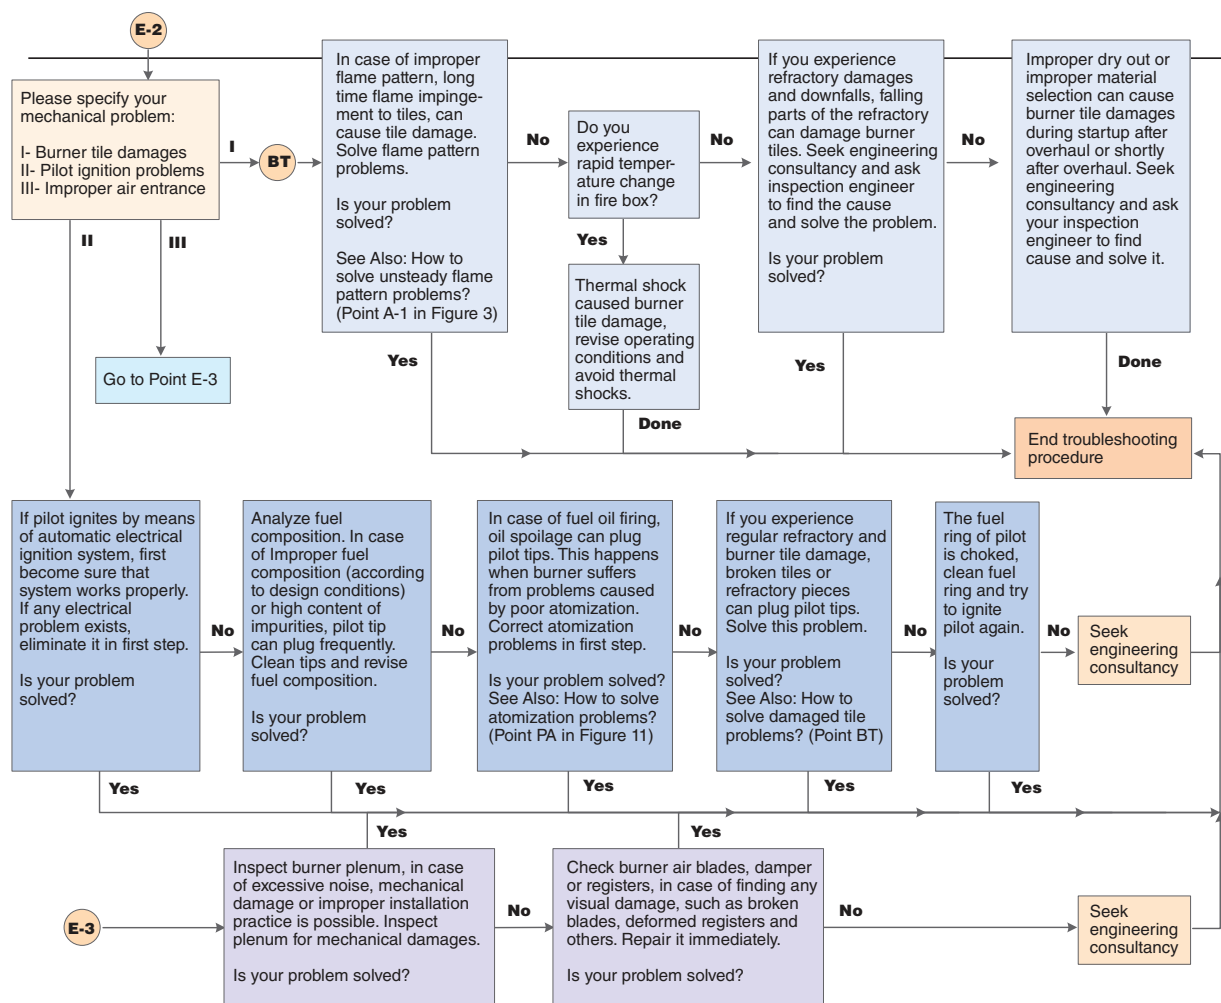 E-2
Please specify your
mechanical problem:
I- Burner tile damages
II- Pilot ignition problems
III- Improper air entrance
I
BT
In case of improper
flame pattern, long
time flame impinge-
ment to tiles, can
cause tile damage.
Solve flame pattern
problems.
Is your problem
solved?
See Also: How to
solve unsteady flame
pattern problems?
(Point A-1 in Figure 3)
No
Do you
experience
rapid temper-
ature change
in fire box?
No
If you experience
refractory damages
and downfalls, falling
parts of the refractory
can damage burner
tiles. Seek engineering
consultancy and ask
inspection engineer
to find the cause
and solve the problem.
Is your problem
solved?
No
Improper dry out or
improper material
selection can cause
burner tile damages
during startup after
overhaul or shortly
after overhaul. Seek
engineering
consultancy and ask
your inspection
engineer to find
cause and solve it.
II
III
Yes
Thermal shock
caused burner
tile damage,
revise operating
conditions and
avoid thermal
shocks.
Go to Point E-3
Yes
Done
Yes
Done
End troubleshooting
procedure
If pilot ignites by means
of automatic electrical
ignition system, first
become sure that
system works properly.
If any electrical
problem exists,
eliminate it in first step.
Is your problem
solved?
No
Analyze fuel
composition. In case
of Improper fuel
composition (according
to design conditions)
or high content of
impurities, pilot tip
can plug frequently.
Clean tips and revise
fuel composition.
Is your problem
solved?
No
In case of fuel oil firing,
oil spoilage can plug
pilot tips. This happens
when burner suffers
from problems caused
by poor atomization.
Correct atomization
problems in first step.
Is your problem solved?
See Also: How to solve
atomization problems?
(Point PA in Figure 11)
No
If you experience
regular refractory and
burner tile damage,
broken tiles or
refractory pieces
can plug pilot tips.
Solve this problem.
Is your problem
solved?
See Also: How to
solve damaged tile
problems? (Point BT)
No
The fuel
ring of pilot
is choked,
clean fuel
ring and try
to ignite
pilot again.
Is your
problem
solved?
No
Seek
engineering
consultancy
Yes
Yes
Yes
Yes
Yes
Yes
Yes
E-3
Inspect burner plenum, in case
of excessive noise, mechanical
damage or improper installation
practice is possible. Inspect
plenum for mechanical damages.
Is your problem solved?
No
Check burner air blades, damper
or registers, in case of finding any
visual damage, such as broken
blades, deformed registers and
others. Repair it immediately.
Is your problem solved?
No
Seek
engineering
consultancy